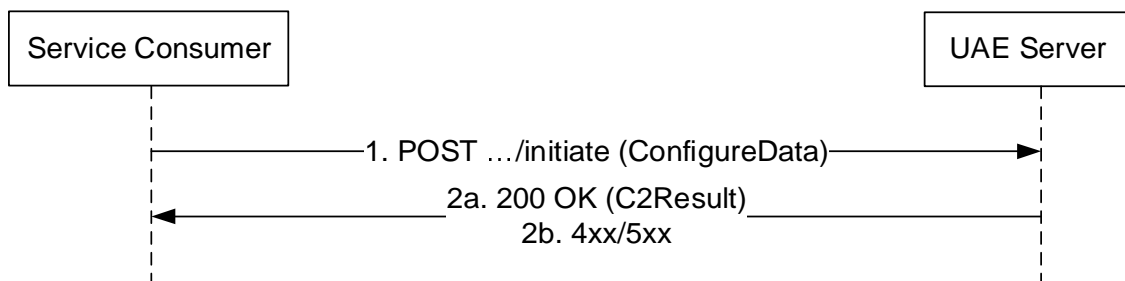 Service Consumer
UAE Server
1. POST …/initiate (ConfigureData)
2a. 200 OK (C2Result)
2b. 4xx/5xx